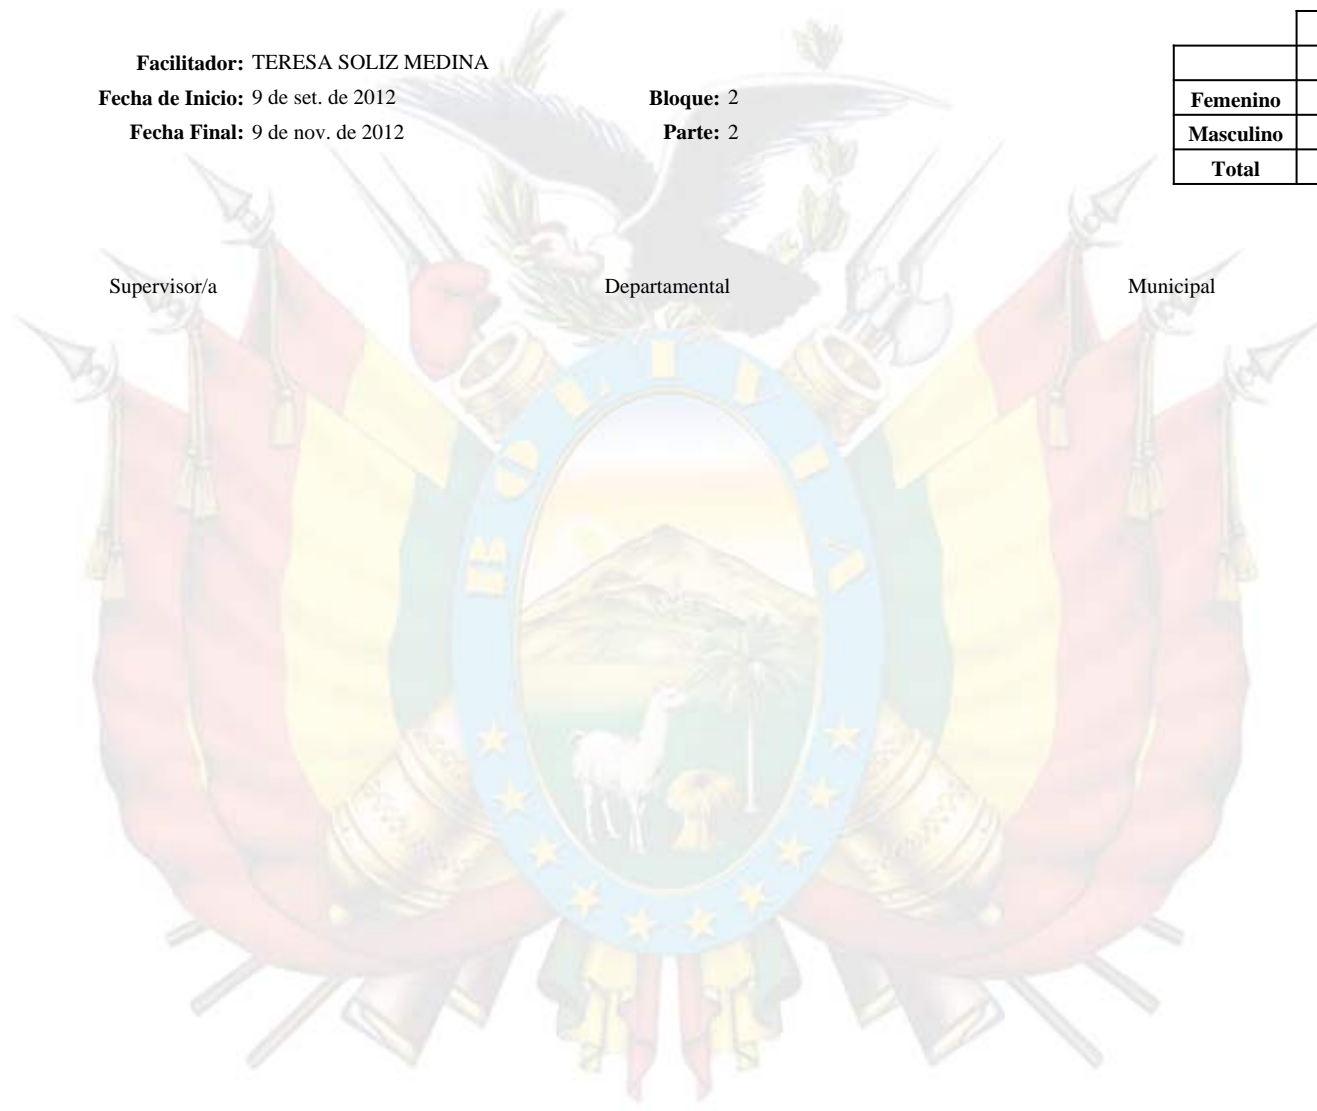 Facilitador: TERESA SOLIZ MEDINA
Fecha de Inicio: 9 de set. de 2012 Bloque: 2
Fecha Final: 9 de nov. de 2012 Parte: 2
Femenino
Masculino
Total
Supervisor/a Departamental Municipal
BOLIVIA